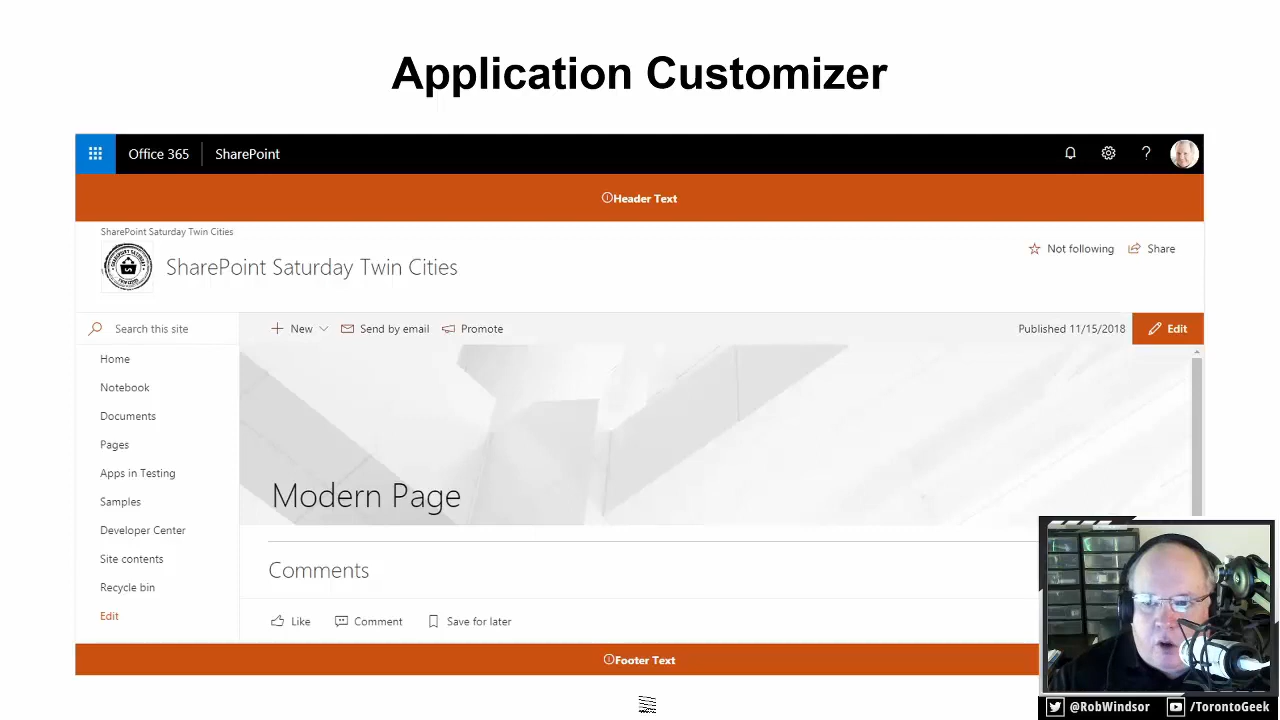 Application Customizer
Office 365 SharePoint
?
Header Text
SharePoint Saturday Twin Cities
SharePoint Saturday Twin Cities
Not following Share
Search this site
New Send by email Promote
Published 11/15/2018 Edit
Home
Notebook
Documents
Pages
Apps in Testing
Samples
Developer Center
Site contents
Recycle bin
Edit
Modern Page
Comments
Like Comment Save for later
Footer Text
@RobWindsor /TorontoGeek